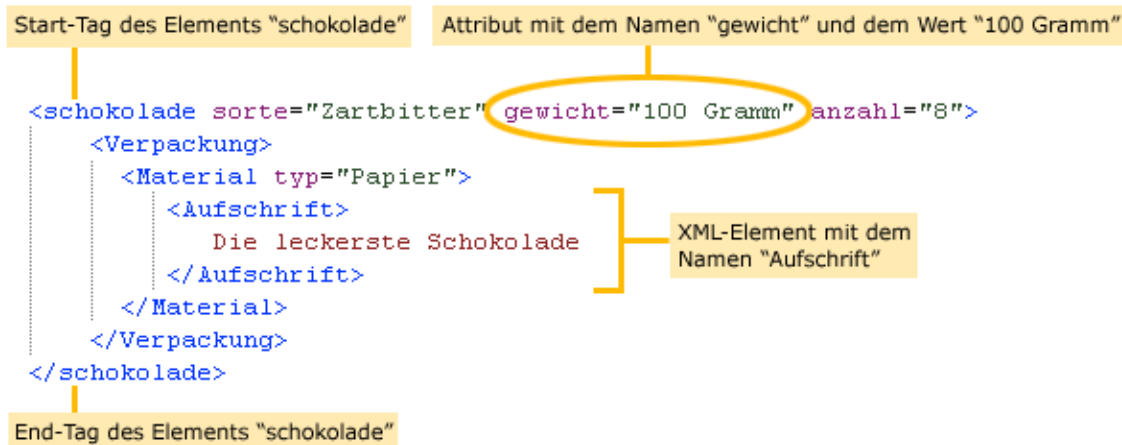 Start-Tag des Elements “schokolade”
Attribut mit dem Namen “gewicht” und dem Wert “100 Gramm”
<schokolade sorte="Zartbitter" gewicht="100 Gramm" anzahl="8">
<Verpackung>
<Material typ="Papier">
<Aufschrift>
Die leckerste Schokolade
</Aufschrift>
</Material>
</Verpackung>
</schokolade>
XML-Element mit dem
Namen “Aufschrift”
End-Tag des Elements “schokolade”